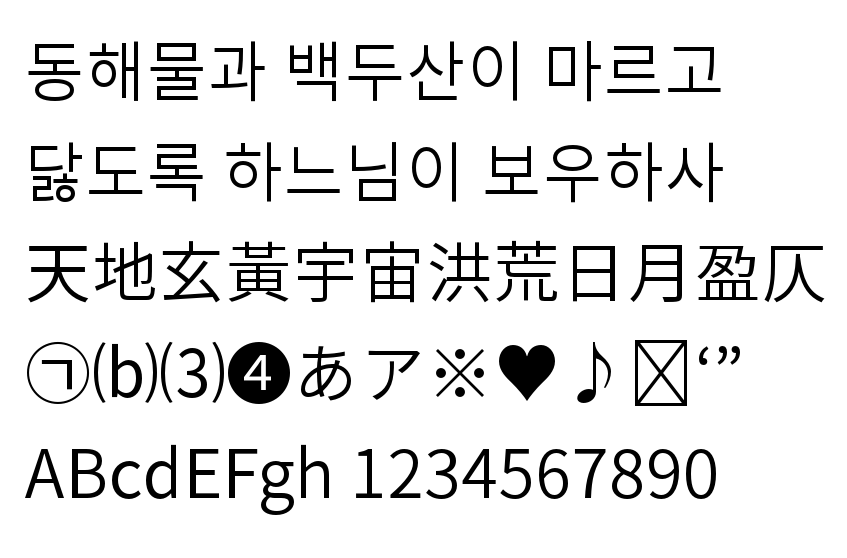 동해물과 백두산이 마르고
닳도록 하느님이 보우하사
天地玄黃宇宙洪荒日月盈仄
㉠⒝⑶❹あア※♥♪‘”
ABcdEFgh 1234567890